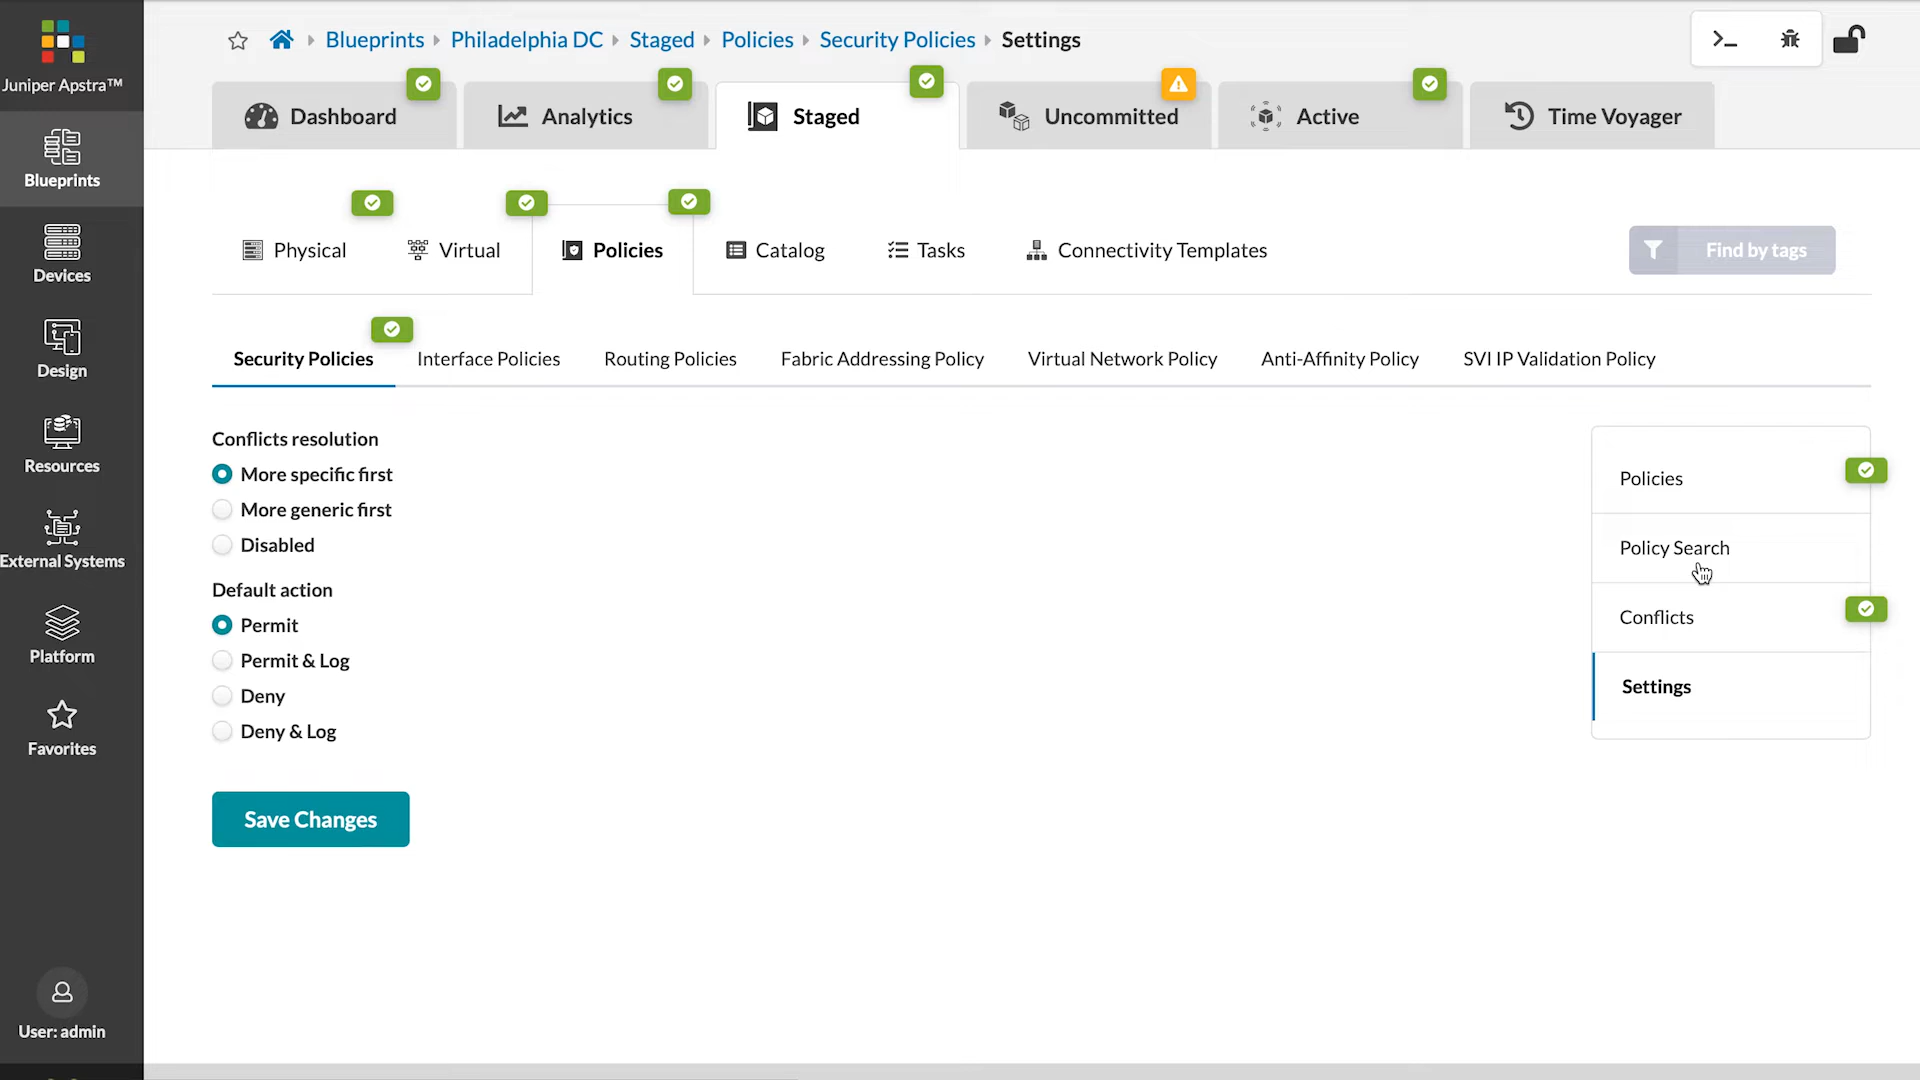 Juniper Apstra™
Blueprints
Devices
Design
Resources
External Systems
Platform
Favorites
User: admin
Blueprints
Philadelphia DC
Staged
Policies
Security Policies
Settings
Dashboard
Analytics
Staged
Uncommitted
Active
Time Voyager
Physical
Virtual
Policies
Catalog
Tasks
Connectivity Templates
Find by tags
Security Policies
Interface Policies
Routing Policies
Fabric Addressing Policy
Virtual Network Policy
Anti-Affinity Policy
SVI IP Validation Policy
Conflicts resolution
More specific first
More generic first
Disabled
Default action
Permit
Permit & Log
Deny
Deny & Log
Save Changes
Policies
Policy Search
Conflicts
Settings